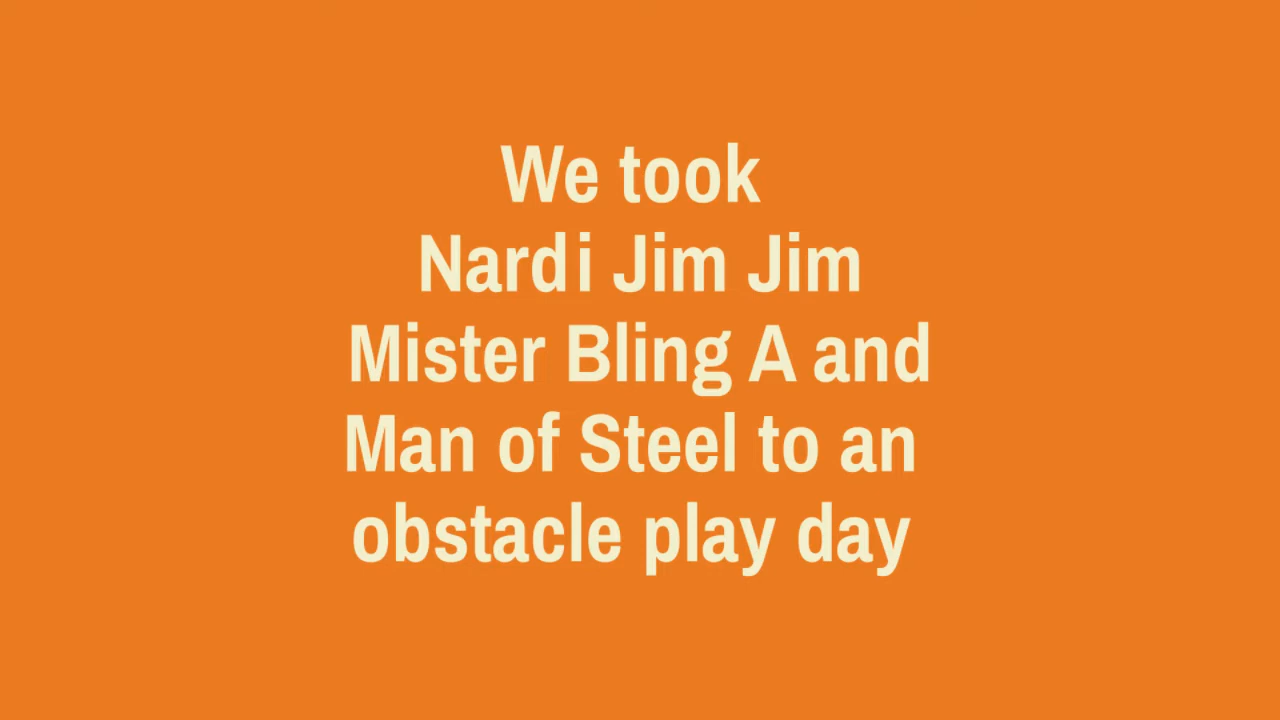 We took
Nardi Jim Jim
Mister Bling A and
Man of Steel to an
obstacle play day